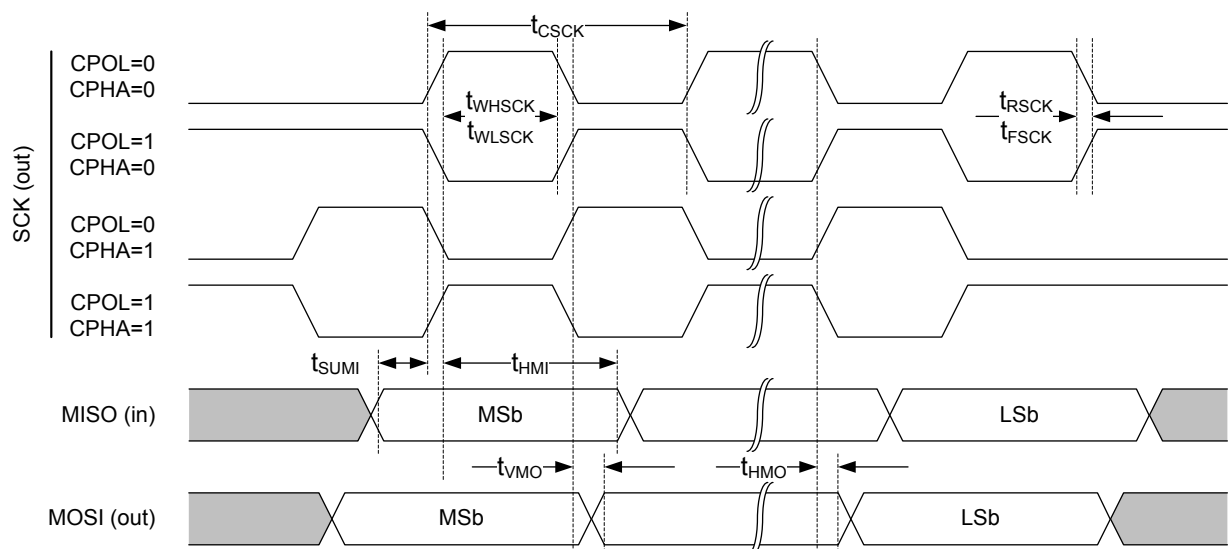 tCSCK
SCK (out)
CPOL=0
CPHA=0
tWHSCK
tWLSCK
tRSCK
tFSCK
CPOL=1
CPHA=0
CPOL=0
CPHA=1
CPOL=1
CPHA=1
tSUMI
tHMI
MISO (in)
MSb
LSb
tVMO
tHMO
MOSI (out)
MSb
LSb